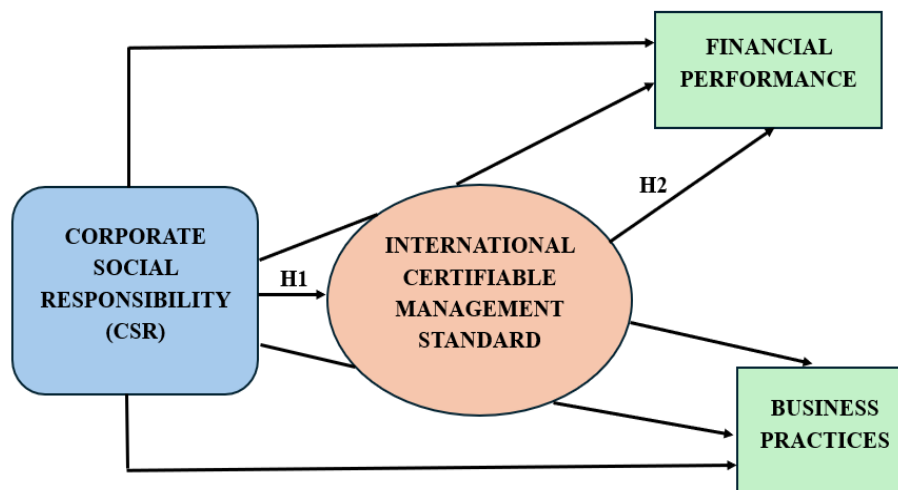 FINANCIAL
PERFORMANCE
H2
CORPORATE
SOCIAL
RESPONSIBILITY
(CSR)
H1
INTERNATIONAL
CERTIFIABLE
MANAGEMENT
STANDARD
BUSINESS
PRACTICES